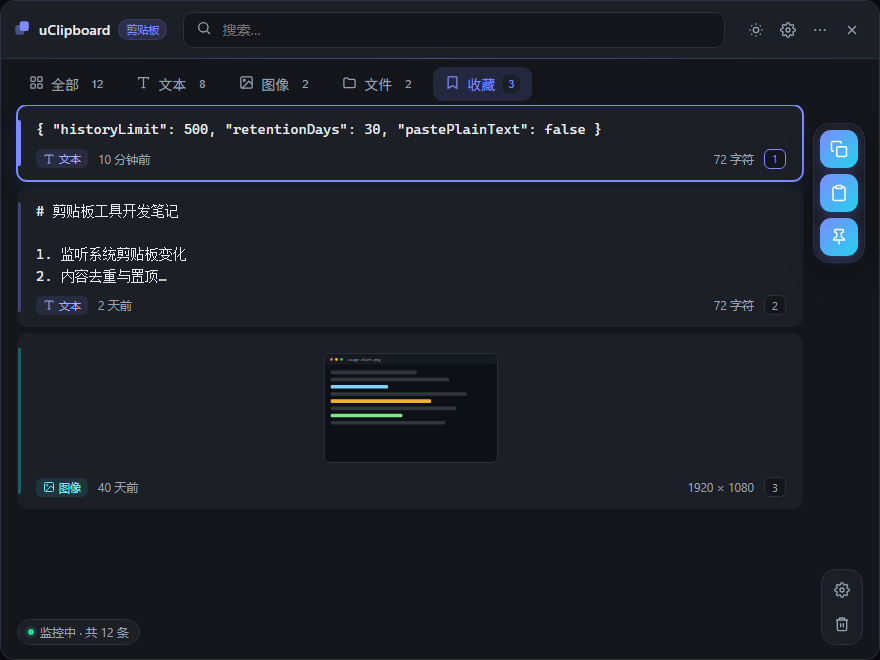 uClipboard 剪贴板 搜索...
全部 12 文本 8 图像 2 文件 2 收藏 3
{ "historyLimit": 500, "retentionDays": 30, "pastePlainText": false }
文本 10 分钟前 72 字符 1
# 剪贴板工具开发笔记
1. 监听系统剪贴板变化
2. 内容去重与置顶…
文本 2 天前 72 字符 2
图像 40 天前 1920 × 1080 3
监控中 · 共 12 条